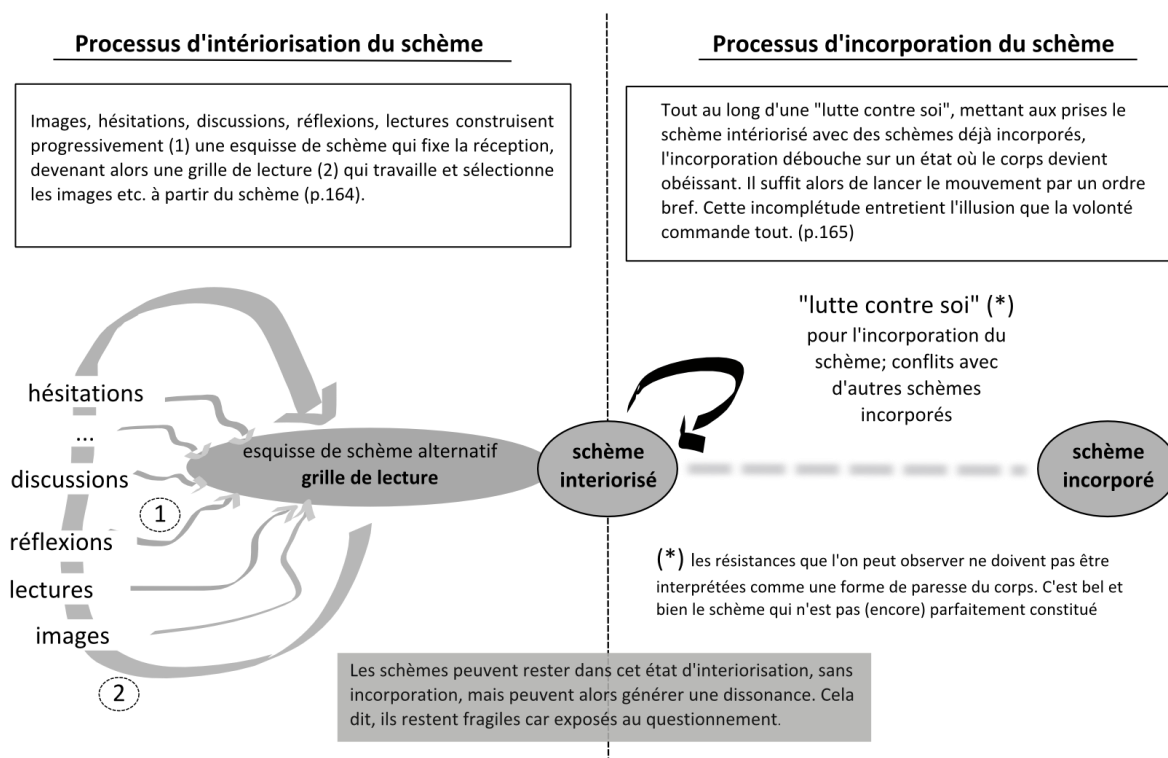 Processus d'intériorisation du schème
Images, hésitations, discussions, réflexions, lectures construisent
progressivement (1) une esquisse de schème qui fixe la réception,
devenant alors une grille de lecture (2) qui travaille et sélectionne
les images etc. à partir du schème (p.164).
Processus d'incorporation du schème
Tout au long d'une "lutte contre soi", mettant aux prises le
schème intériorisé avec des schèmes déjà incorporés,
l'incorporation débouche sur un état où le corps devient
obéissant. Il suffit alors de lancer le mouvement par un ordre
bref. Cette incomplétude entretient l'illusion que la volonté
commande tout. (p.165)
hésitations
...
discussions
1
réflexions
lectures
images
2
esquisse de schème alternatif
grille de lecture
schème
interiorisé
"lutte contre soi" (*)
pour l'incorporation du
schème; conflits avec
d'autres schèmes
incorporés
schème
incorporé
(*) les résistances que l'on peut observer ne doivent pas être
interprétées comme une forme de paresse du corps. C'est bel et
bien le schème qui n'est pas (encore) parfaitement constitué
Les schèmes peuvent rester dans cet état d'interiorisation, sans
incorporation, mais peuvent alors générer une dissonance. Cela
dit, ils restent fragiles car exposés au questionnement.